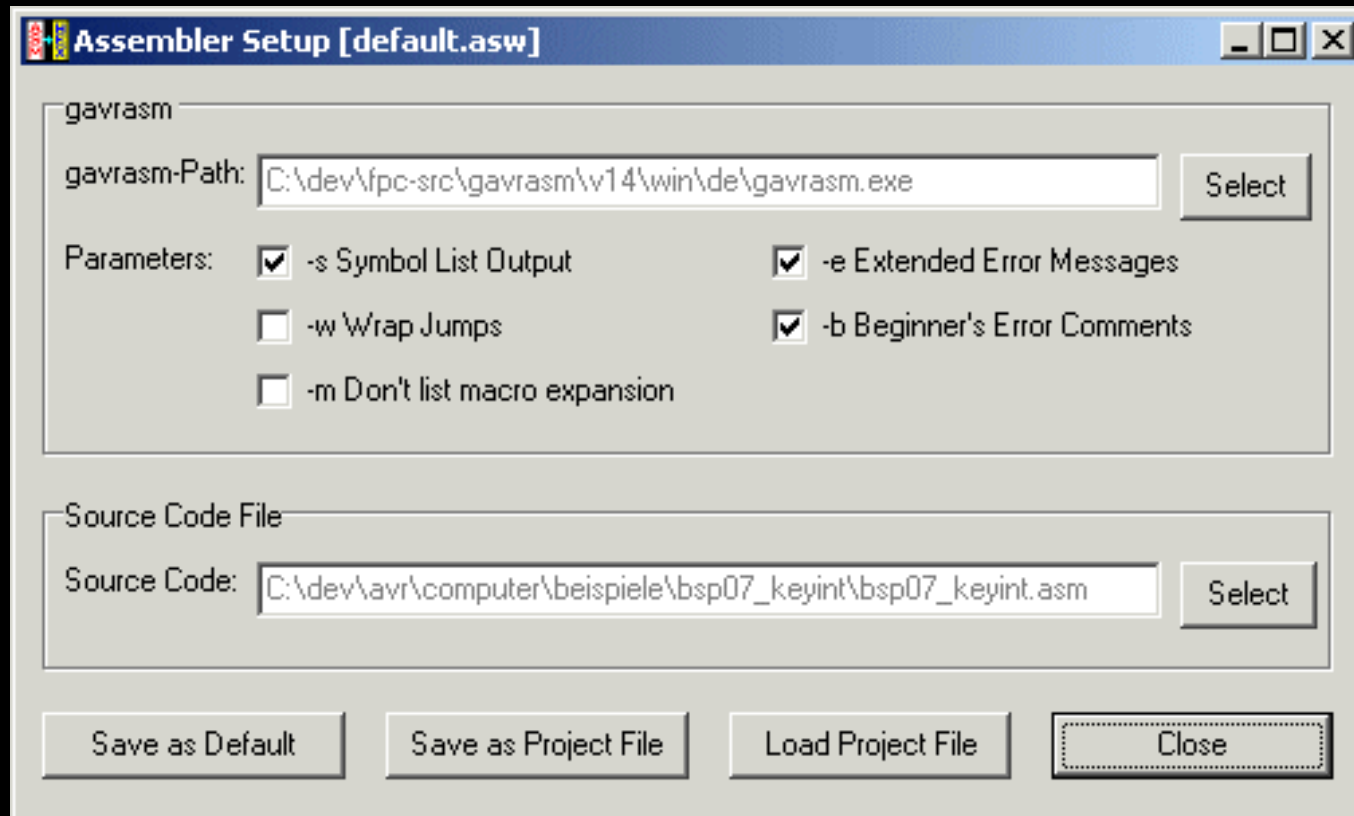 Assembler Setup [default.asw]
gavrasm
gavrasm-Path: C:\dev\fpc-src\gavrasm\v14\win\de\gavrasm.exe Select
Parameters: -s Symbol List Output -e Extended Error Messages
-w Wrap Jumps -b Beginner's Error Comments
-m Don't list macro expansion
Source Code File
Source Code: C:\dev\avr\computer\beispiele\bsp07_keyint\bsp07_keyint.asm Select
Save as Default Save as Project File Load Project File Close